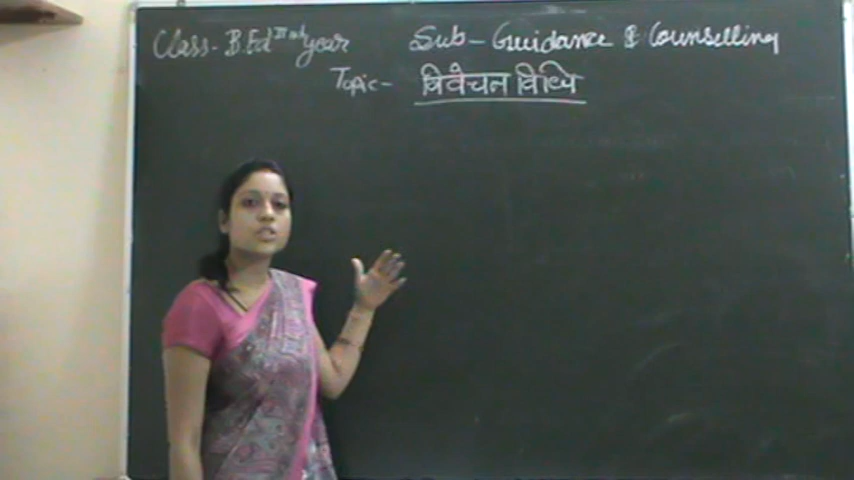 Class- B.Ed IInd year Sub- Guidance & Counselling
Topic- विवेचन विधि